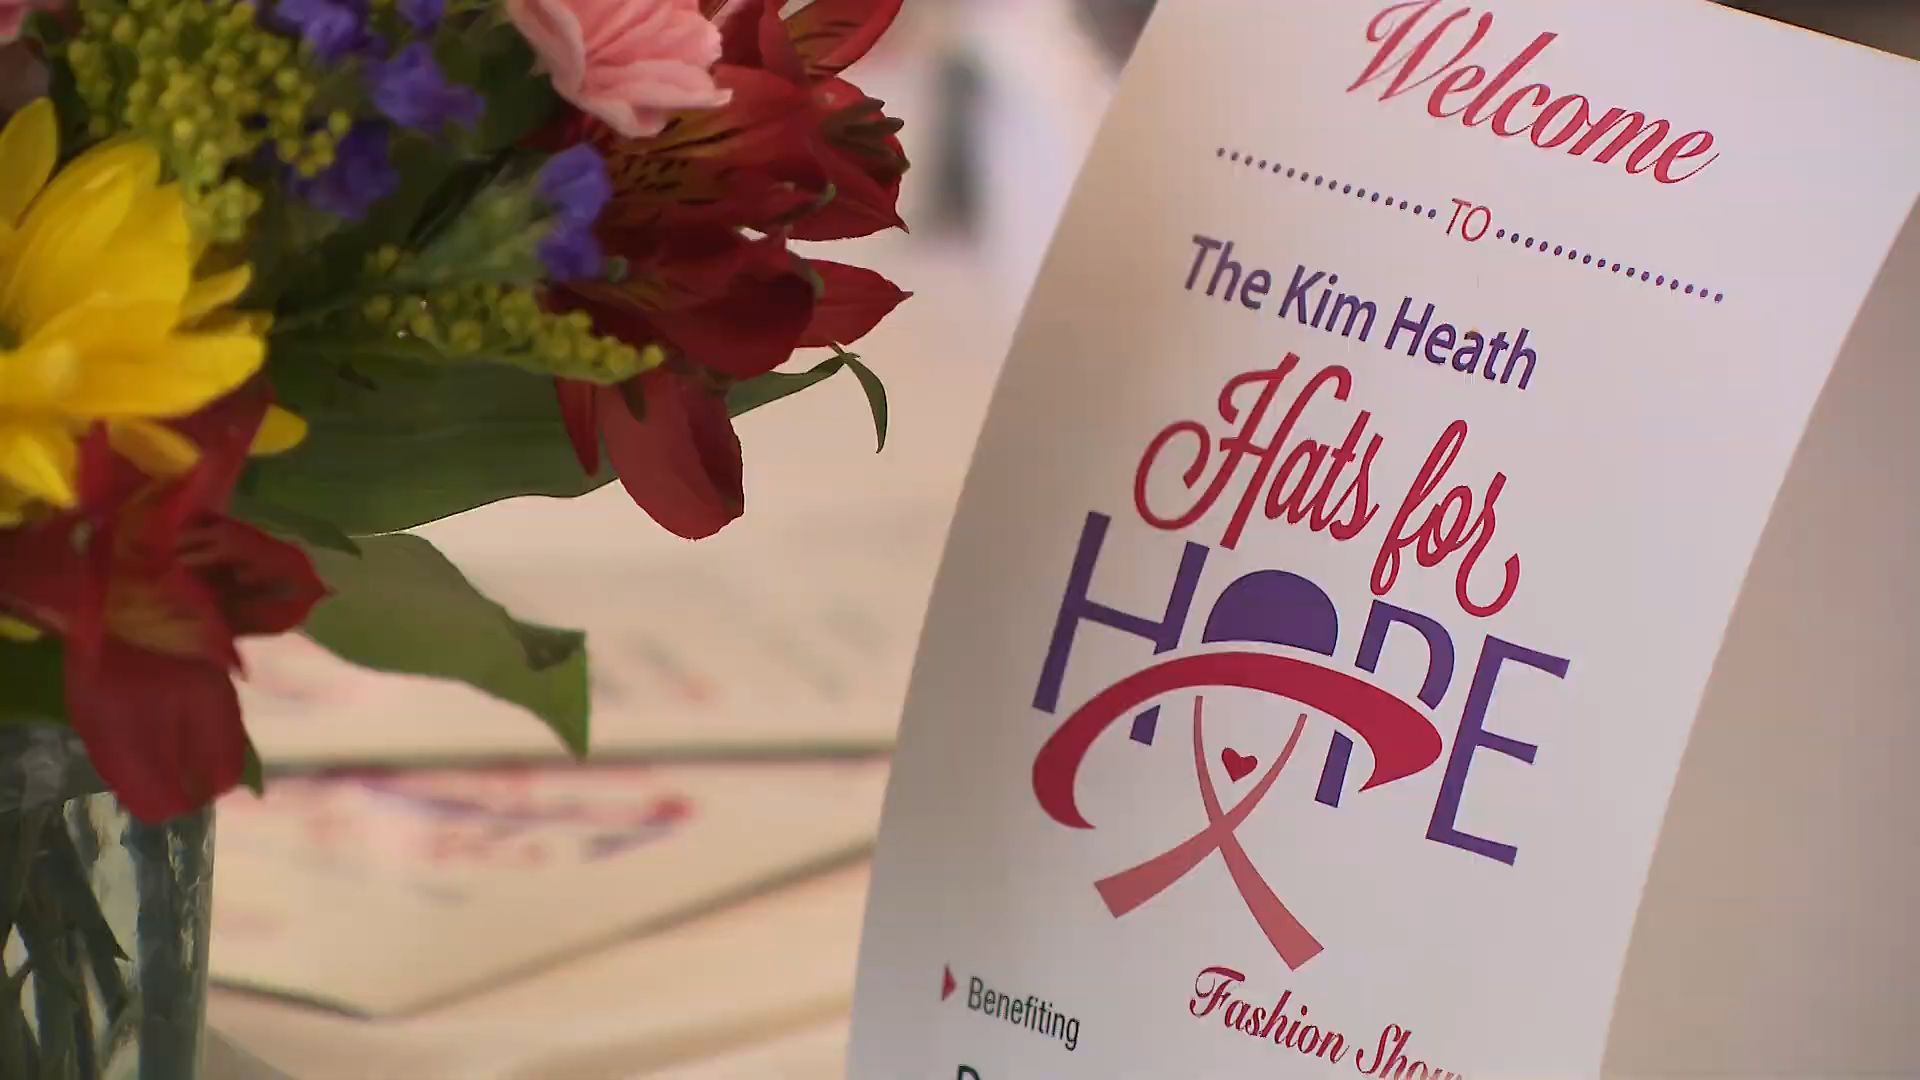 Welcome
TO
The Kim Heath
Hats for
HOPE
Fashion Show
Benefiting